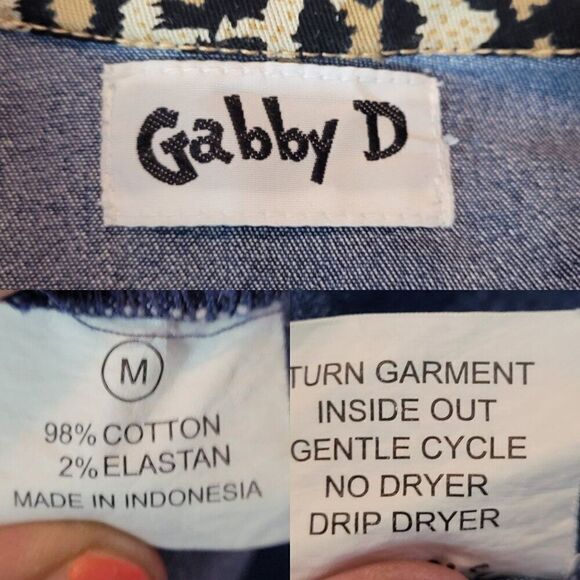 Gabby D
M
98% COTTON
2% ELASTAN
MADE IN INDONESIA
TURN GARMENT
INSIDE OUT
GENTLE CYCLE
NO DRYER
DRIP DRYER